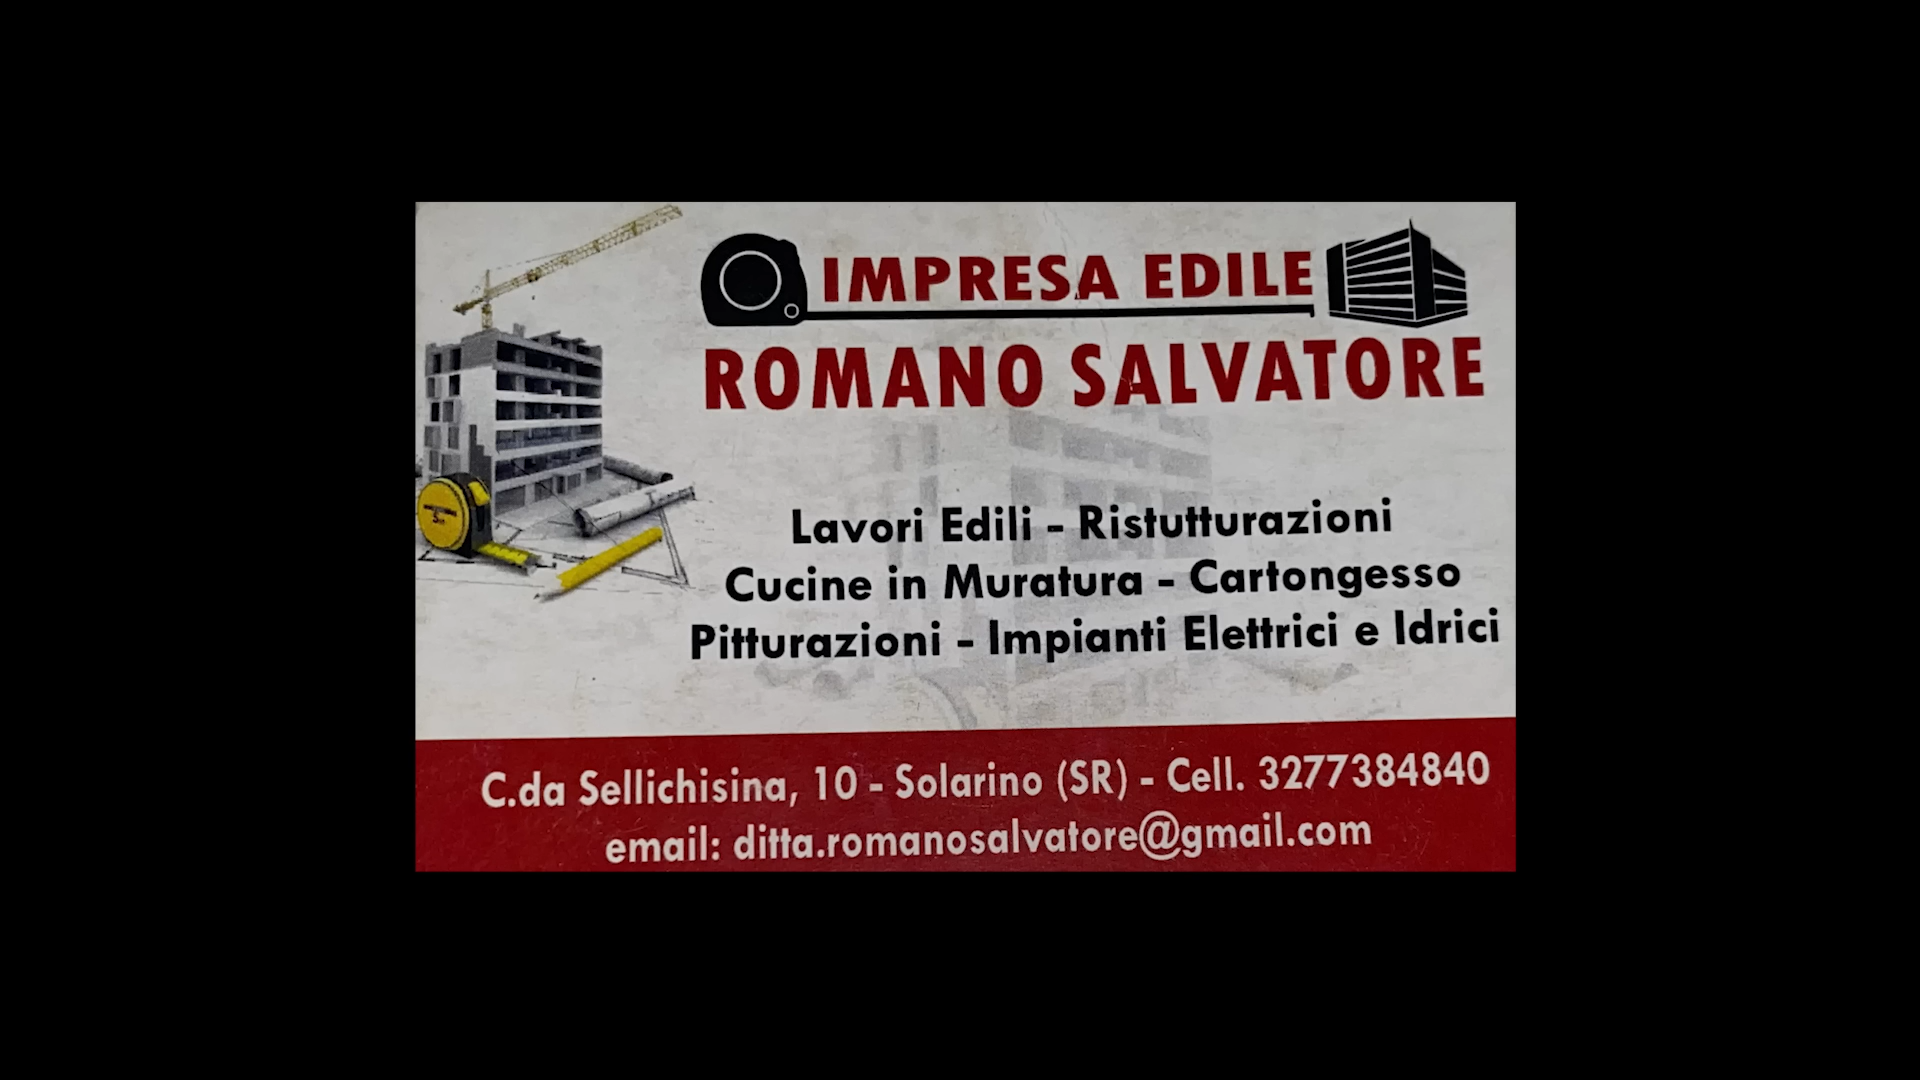 IMPRESA EDILE
ROMANO SALVATORE
Lavori Edili - Ristutturazioni
Cucine in Muratura - Cartongesso
Pitturazioni - Impianti Elettrici e Idrici
C.da Sellichisina, 10 - Solarino (SR) - Cell. 3277384840
email: ditta.romanosalvatore@gmail.com